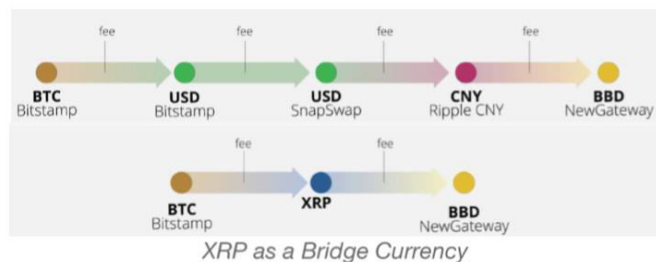 fee fee fee fee
BTC USD USD CNY BBD
Bitstamp Bitstamp SnapSwap Ripple CNY NewGateway
fee fee
BTC XRP BBD
Bitstamp NewGateway
XRP as a Bridge Currency